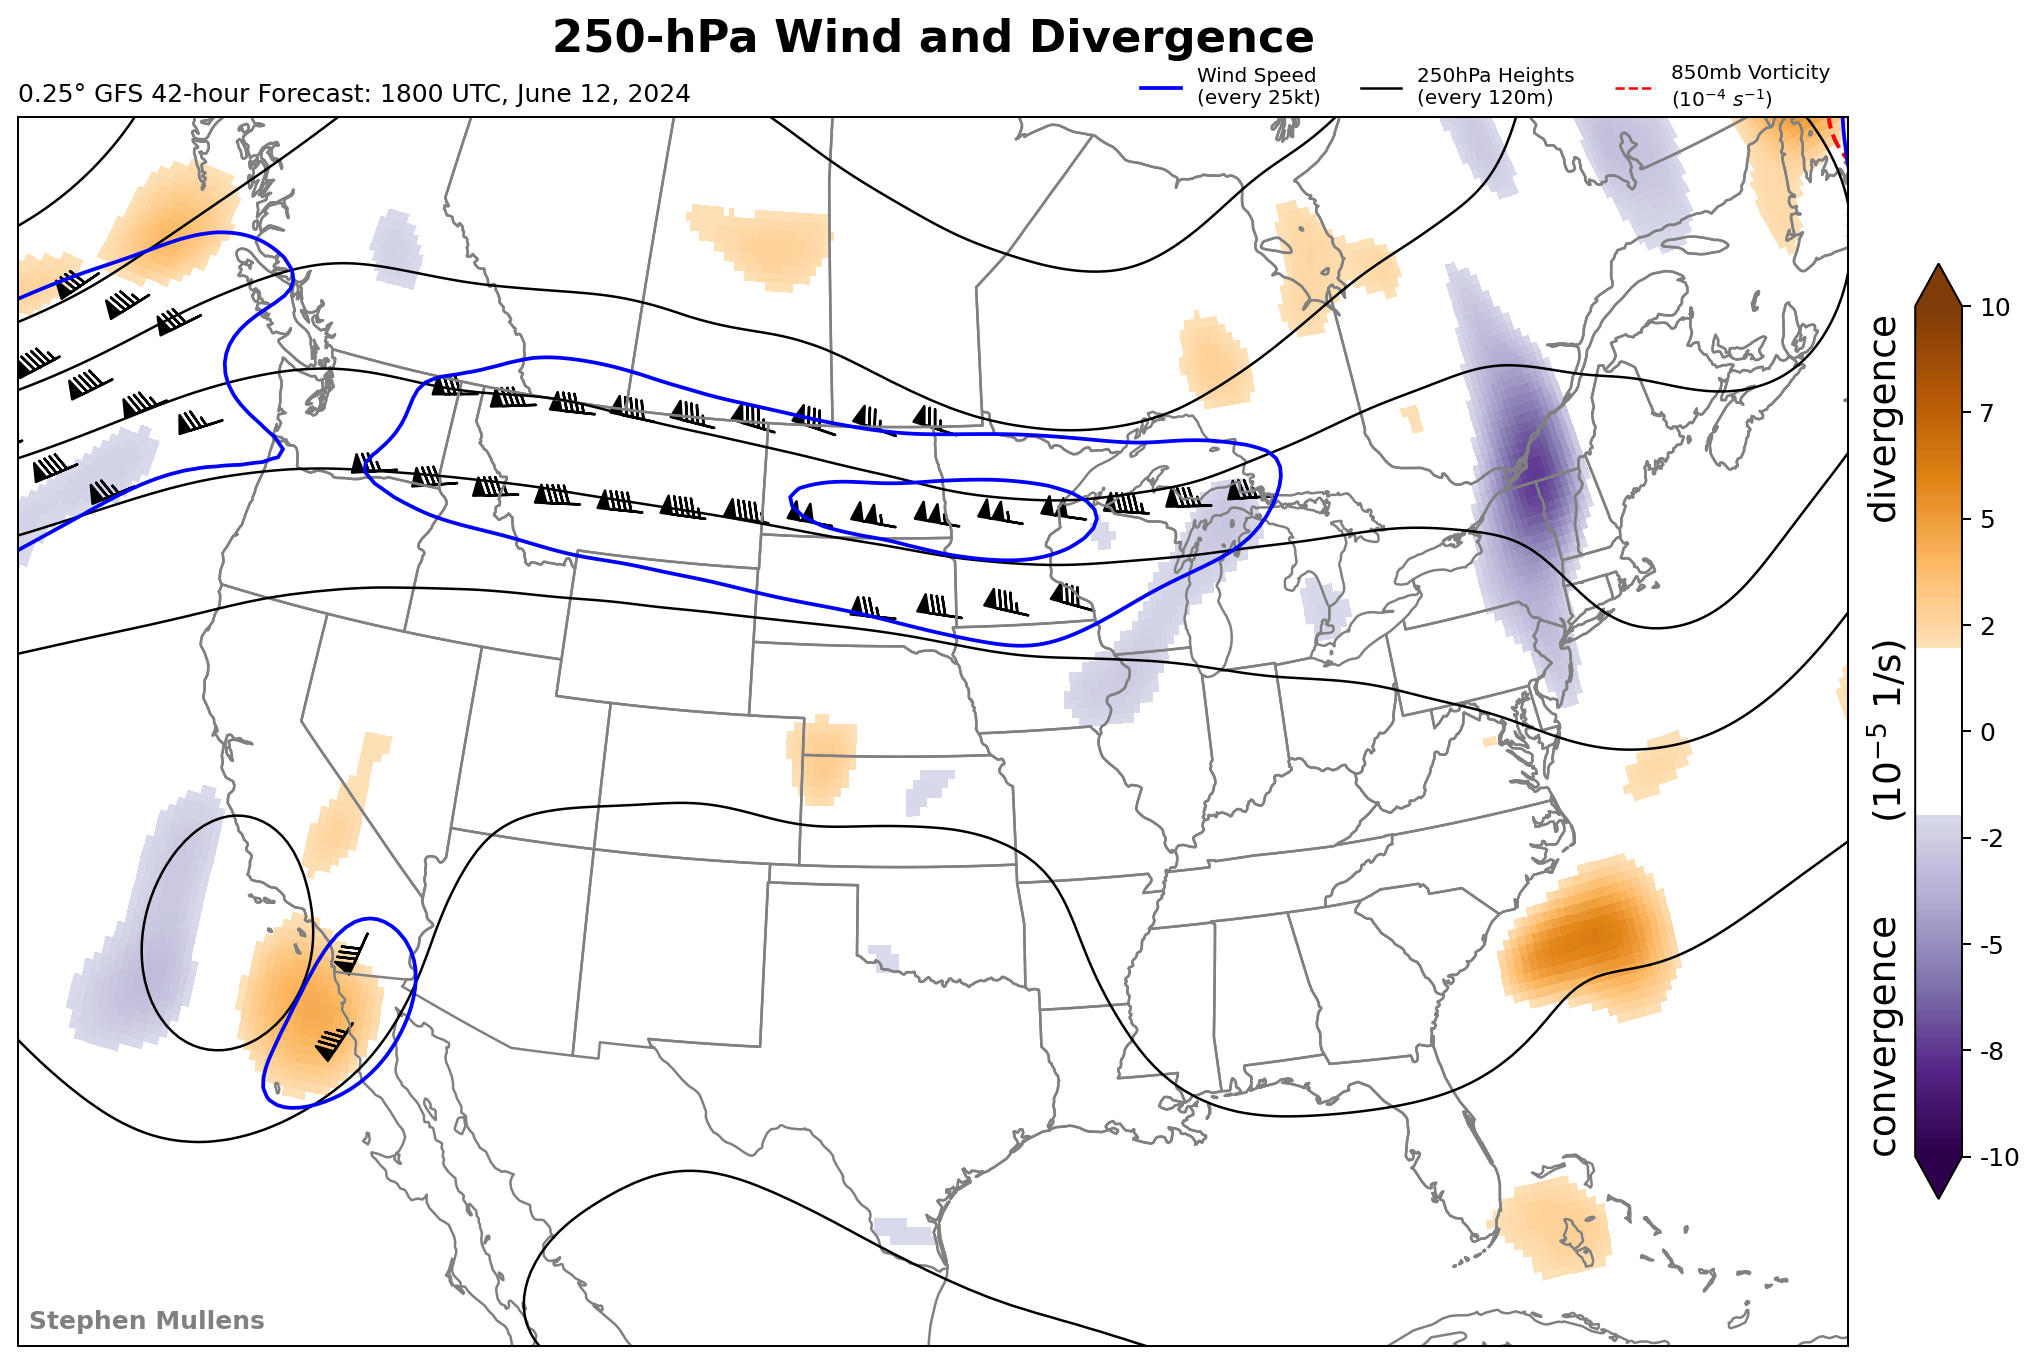 250-hPa Wind and Divergence
0.25° GFS 42-hour Forecast: 1800 UTC, June 12, 2024
Wind Speed
(every 25kt)
250hPa Heights
(every 120m)
850mb Vorticity
(10⁻⁴ s⁻¹)
10
7
5
2
0
-2
-5
-8
-10
convergence (10⁻⁵ 1/s) divergence
Stephen Mullens